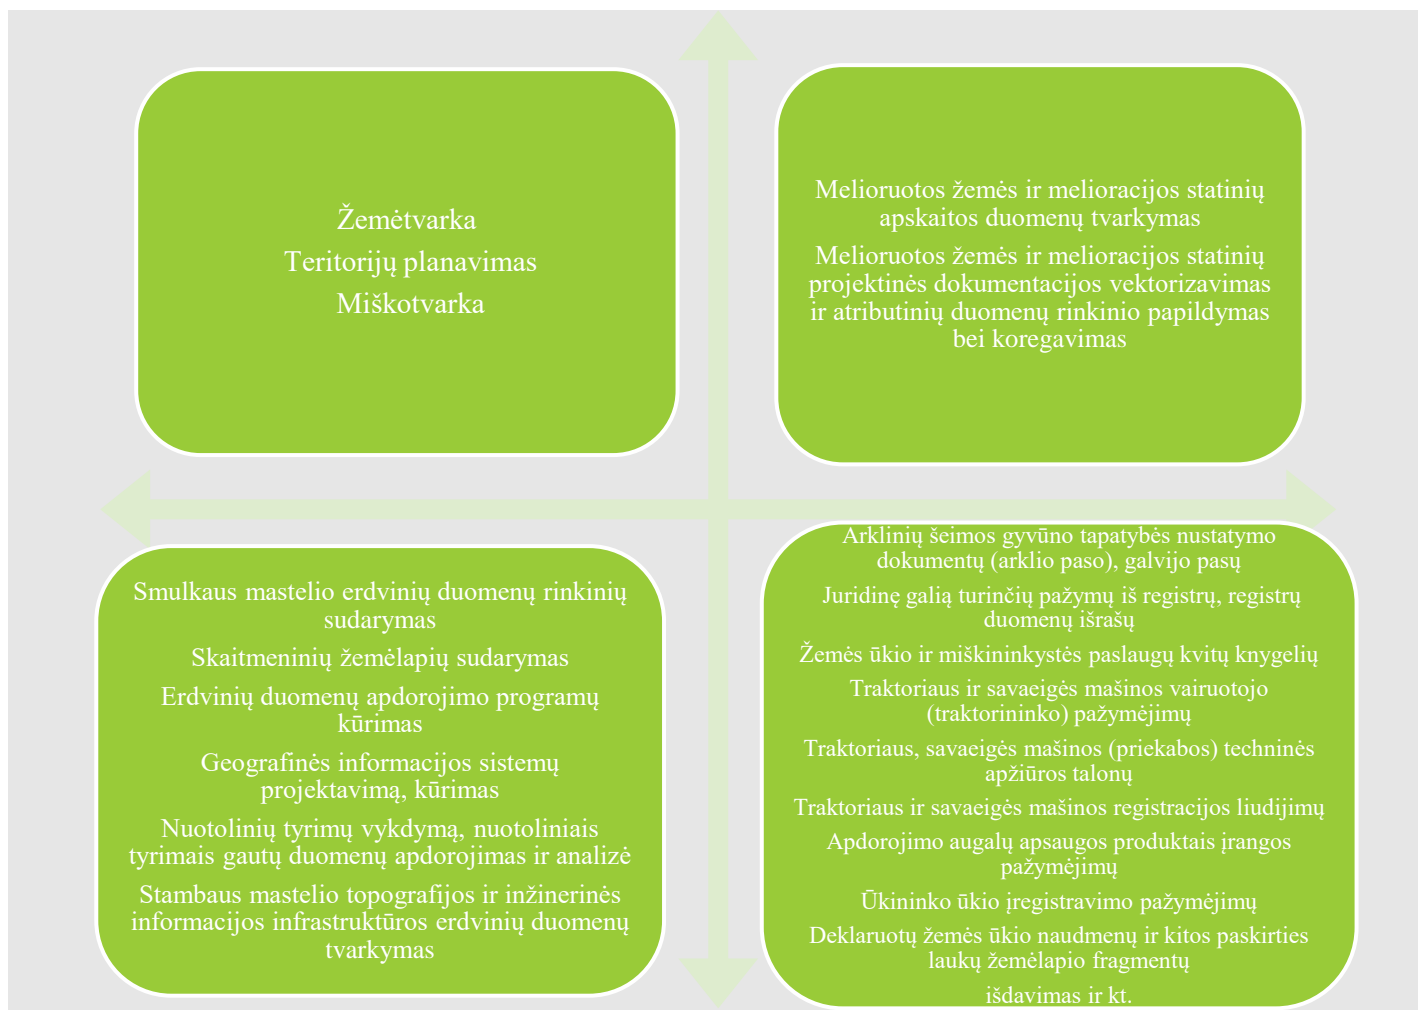 Žemėtvarka
Teritorijų planavimas
Miškotvarka
Melioruotos žemės ir melioracijos statinių
apskaitos duomenų tvarkymas
Melioruotos žemės ir melioracijos statinių
projektinės dokumentacijos vektorizavimas
ir atributinių duomenų rinkinio papildymas
bei koregavimas
Smulkaus mastelio erdvinių duomenų rinkinių
sudarymas
Skaitmeninių žemėlapių sudarymas
Erdvinių duomenų apdorojimo programų
kūrimas
Geografinės informacijos sistemų
projektavimą, kūrimas
Nuotolinių tyrimų vykdymą, nuotoliniais
tyrimais gautų duomenų apdorojimas ir analizė
Stambaus mastelio topografijos ir inžinerinės
informacijos infrastruktūros erdvinių duomenų
tvarkymas
Arklinių šeimos gyvūno tapatybės nustatymo
dokumentų (arklio paso), galvijo pasų
Juridinę galią turinčių pažymų iš registrų, registrų
duomenų išrašų
Žemės ūkio ir miškininkystės paslaugų kvitų knygelių
Traktoriaus ir savaeigės mašinos vairuotojo
(traktorininko) pažymėjimų
Traktoriaus, savaeigės mašinos (priekabos) techninės
apžiūros talonų
Traktoriaus ir savaeigės mašinos registracijos liudijimų
Apdorojimo augalų apsaugos produktais įrangos
pažymėjimų
Ūkininko ūkio įregistravimo pažymėjimų
Deklaruotų žemės ūkio naudmenų ir kitos paskirties
laukų žemėlapio fragmentų
išdavimas ir kt.